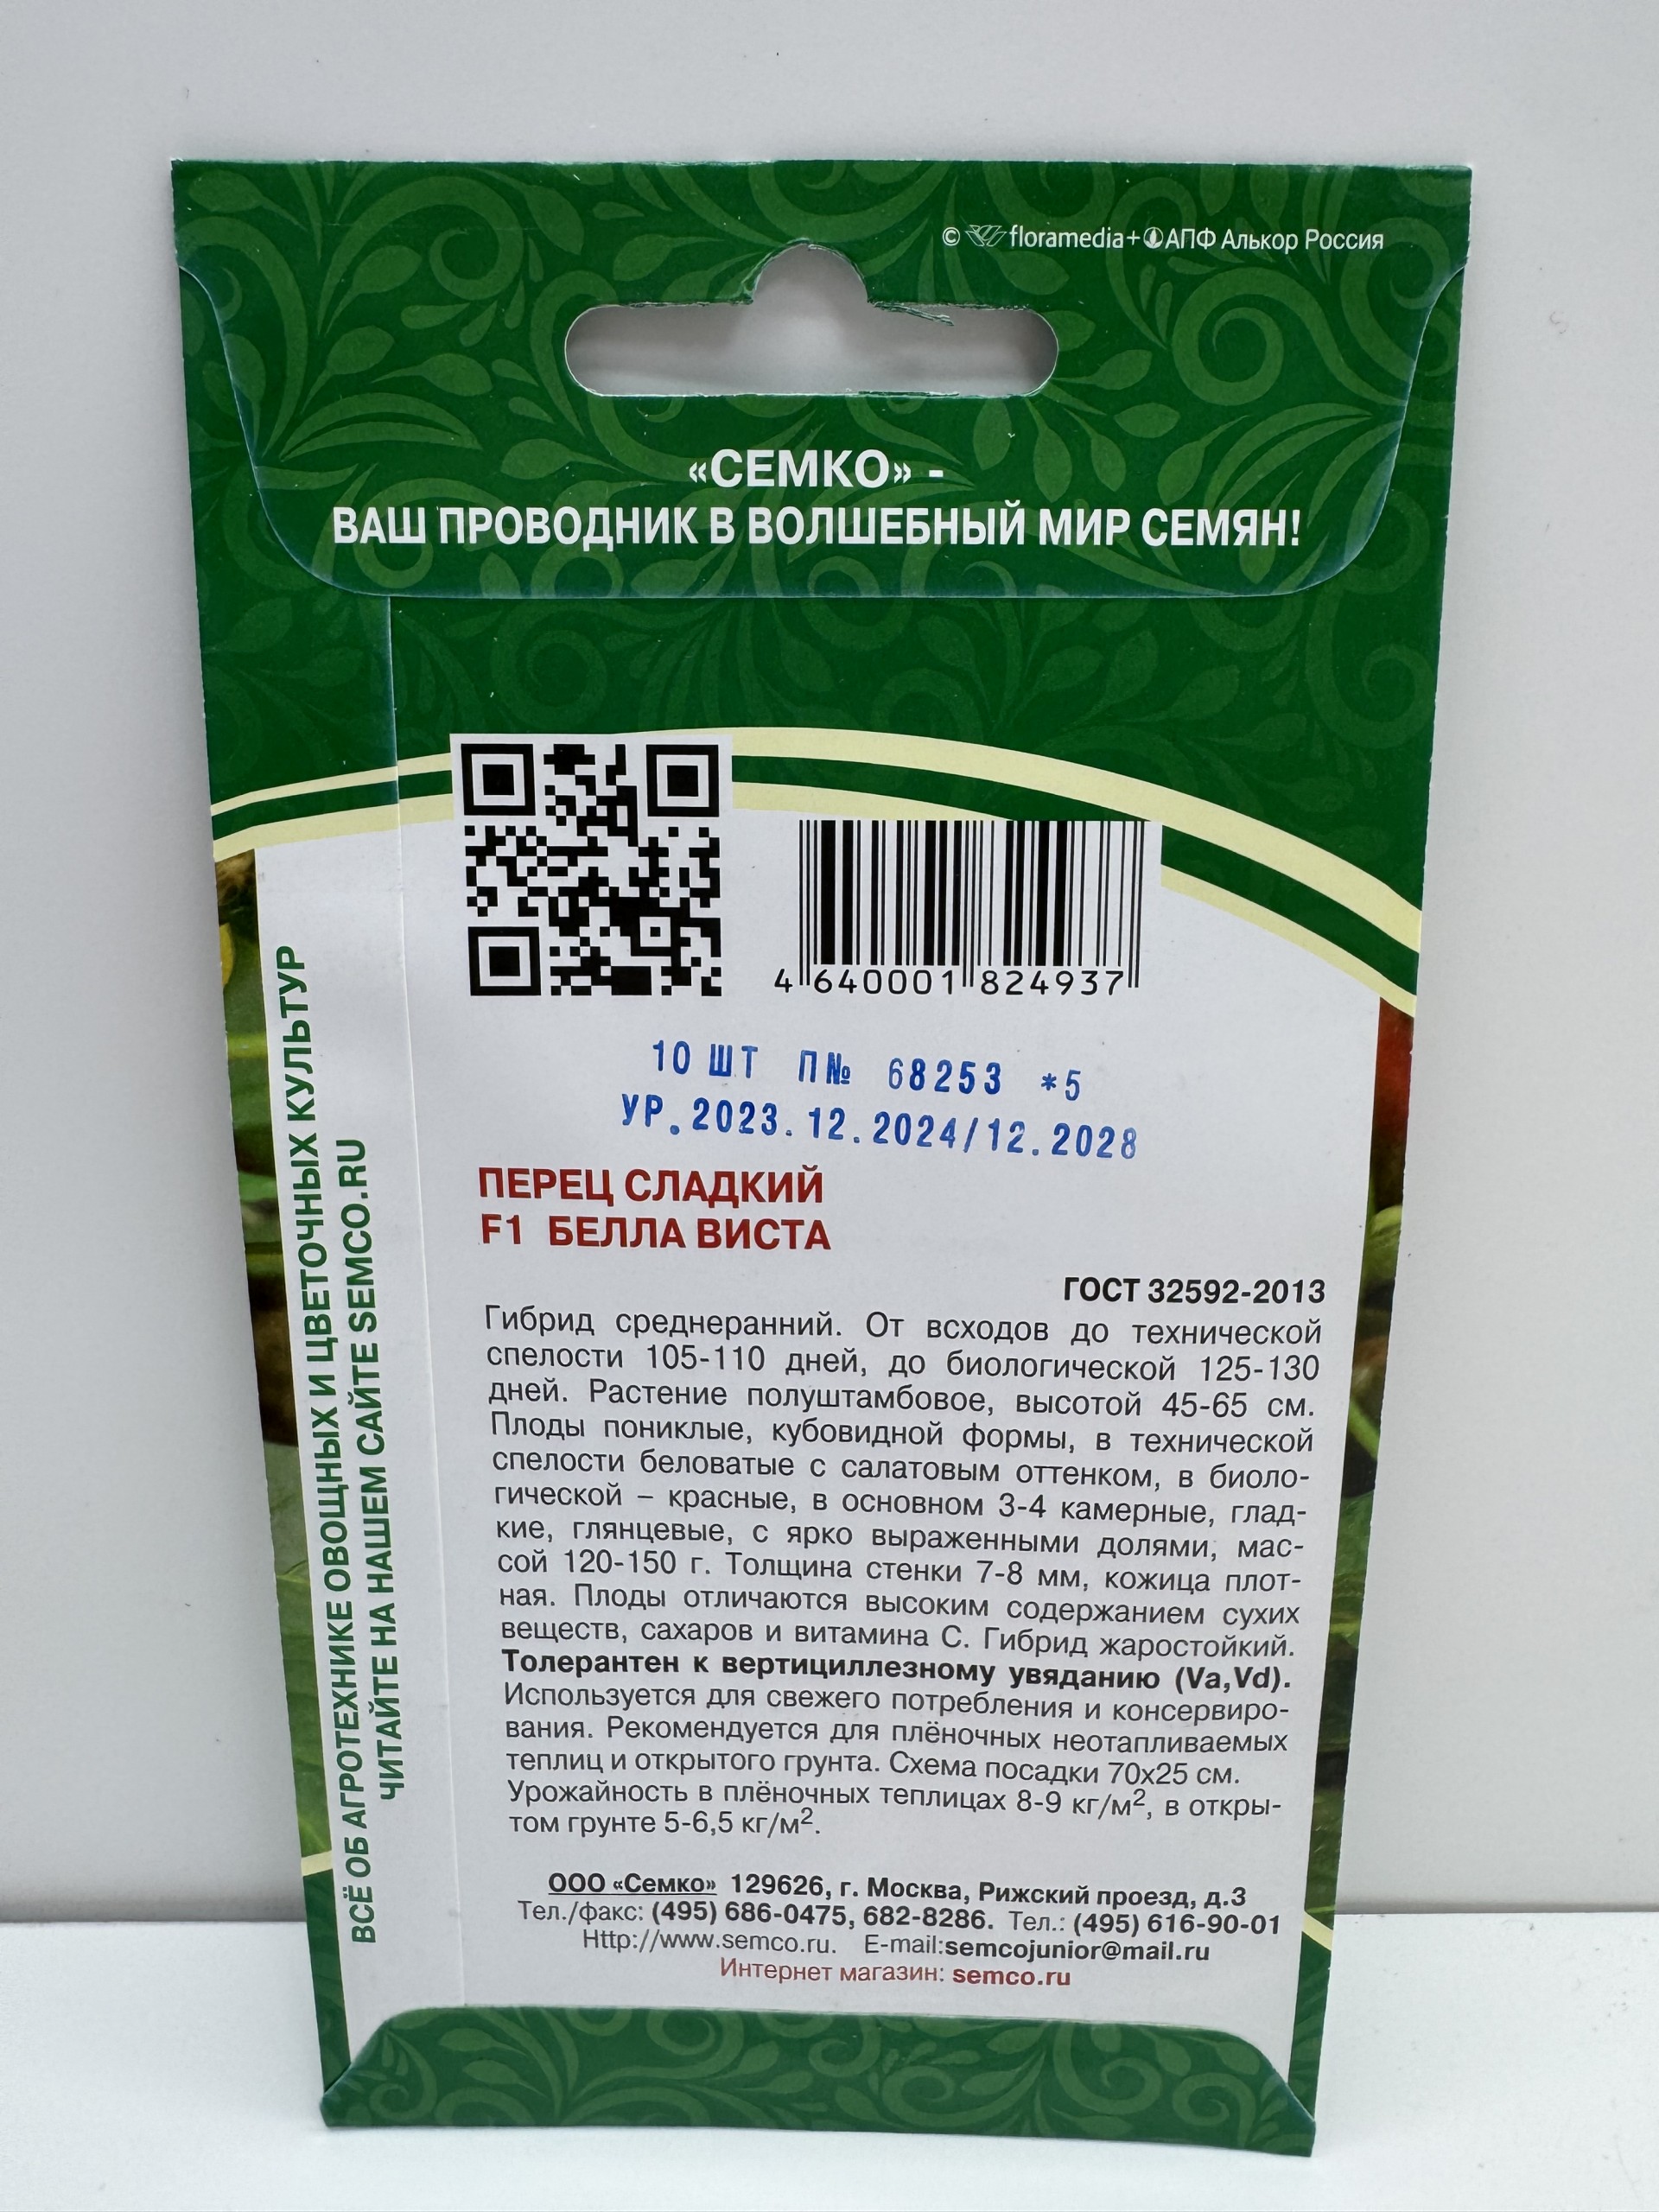 © floramedia+АПФ Алькор Россия
«СЕМКО» -
ВАШ ПРОВОДНИК В ВОЛШЕБНЫЙ МИР СЕМЯН!
4 640001 824937
10 ШТ П№ 68253 *5
УР.2023.12.2024/12.2028
ПЕРЕЦ СЛАДКИЙ
F1 БЕЛЛА ВИСТА
ГОСТ 32592-2013
Гибрид среднеранний. От всходов до технической
спелости 105-110 дней, до биологической 125-130
дней. Растение полуштамбовое, высотой 45-65 см.
Плоды пониклые, кубовидной формы, в технической
спелости беловатые с салатовым оттенком, в биоло-
гической – красные, в основном 3-4 камерные, глад-
кие, глянцевые, с ярко выраженными долями, мас-
сой 120-150 г. Толщина стенки 7-8 мм, кожица плот-
ная. Плоды отличаются высоким содержанием сухих
веществ, сахаров и витамина С. Гибрид жаростойкий.
Толерантен к вертициллезному увяданию (Va,Vd).
Используется для свежего потребления и консервиро-
вания. Рекомендуется для плёночных неотапливаемых
теплиц и открытого грунта. Схема посадки 70х25 см.
Урожайность в плёночных теплицах 8-9 кг/м², в откры-
том грунте 5-6,5 кг/м².
ООО «Семко» 129626, г. Москва, Рижский проезд, д.3
Тел./факс: (495) 686-0475, 682-8286. Тел.: (495) 616-90-01
Http://www.semco.ru. E-mail:semcojunior@mail.ru
Интернет магазин: semco.ru
ВСЁ ОБ АГРОТЕХНИКЕ ОВОЩНЫХ И ЦВЕТОЧНЫХ КУЛЬТУР
ЧИТАЙТЕ НА НАШЕМ САЙТЕ SEMCO.RU